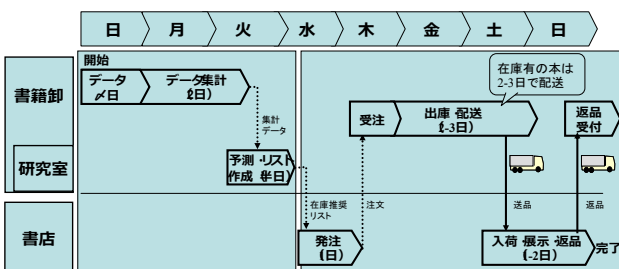 日 月 火 水 木 金 土 日
開始
書籍卸
データ
〆日
データ集計
(2日)
集計
データ
受注
出庫・配送
(2-3日)
在庫有の本は
2-3日で配送
返品
受付
研究室
予測・リスト
作成(半日)
在庫推奨
リスト
注文
送品
返品
書店
発注
(1日)
入荷・展示・返品
(1-2日)
完了